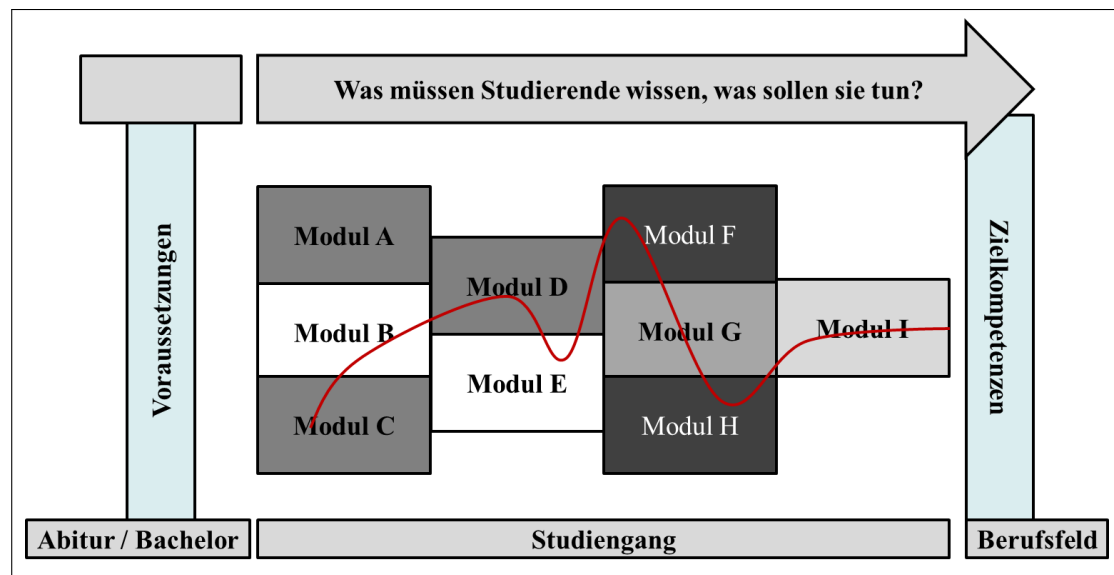 Was müssen Studierende wissen, was sollen sie tun?
Voraussetzungen
Modul A
Modul B
Modul C
Modul D
Modul E
Modul F
Modul G
Modul H
Modul I
Zielkompetenzen
Abitur / Bachelor
Studiengang
Berufsfeld